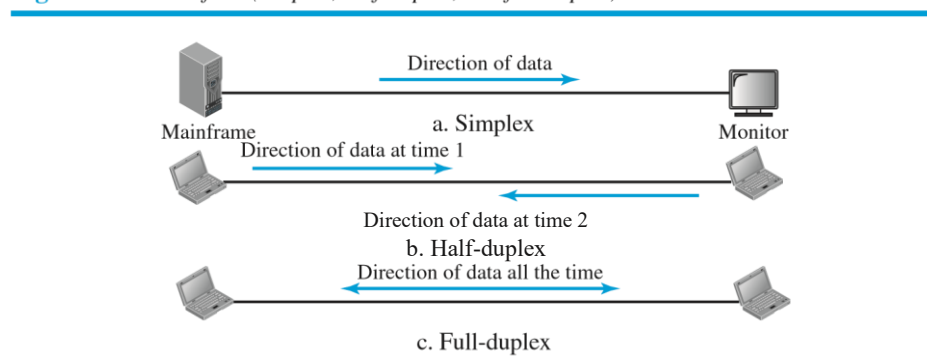 Direction of data
Mainframe
a. Simplex
Monitor
Direction of data at time 1
Direction of data at time 2
b. Half-duplex
Direction of data all the time
c. Full-duplex